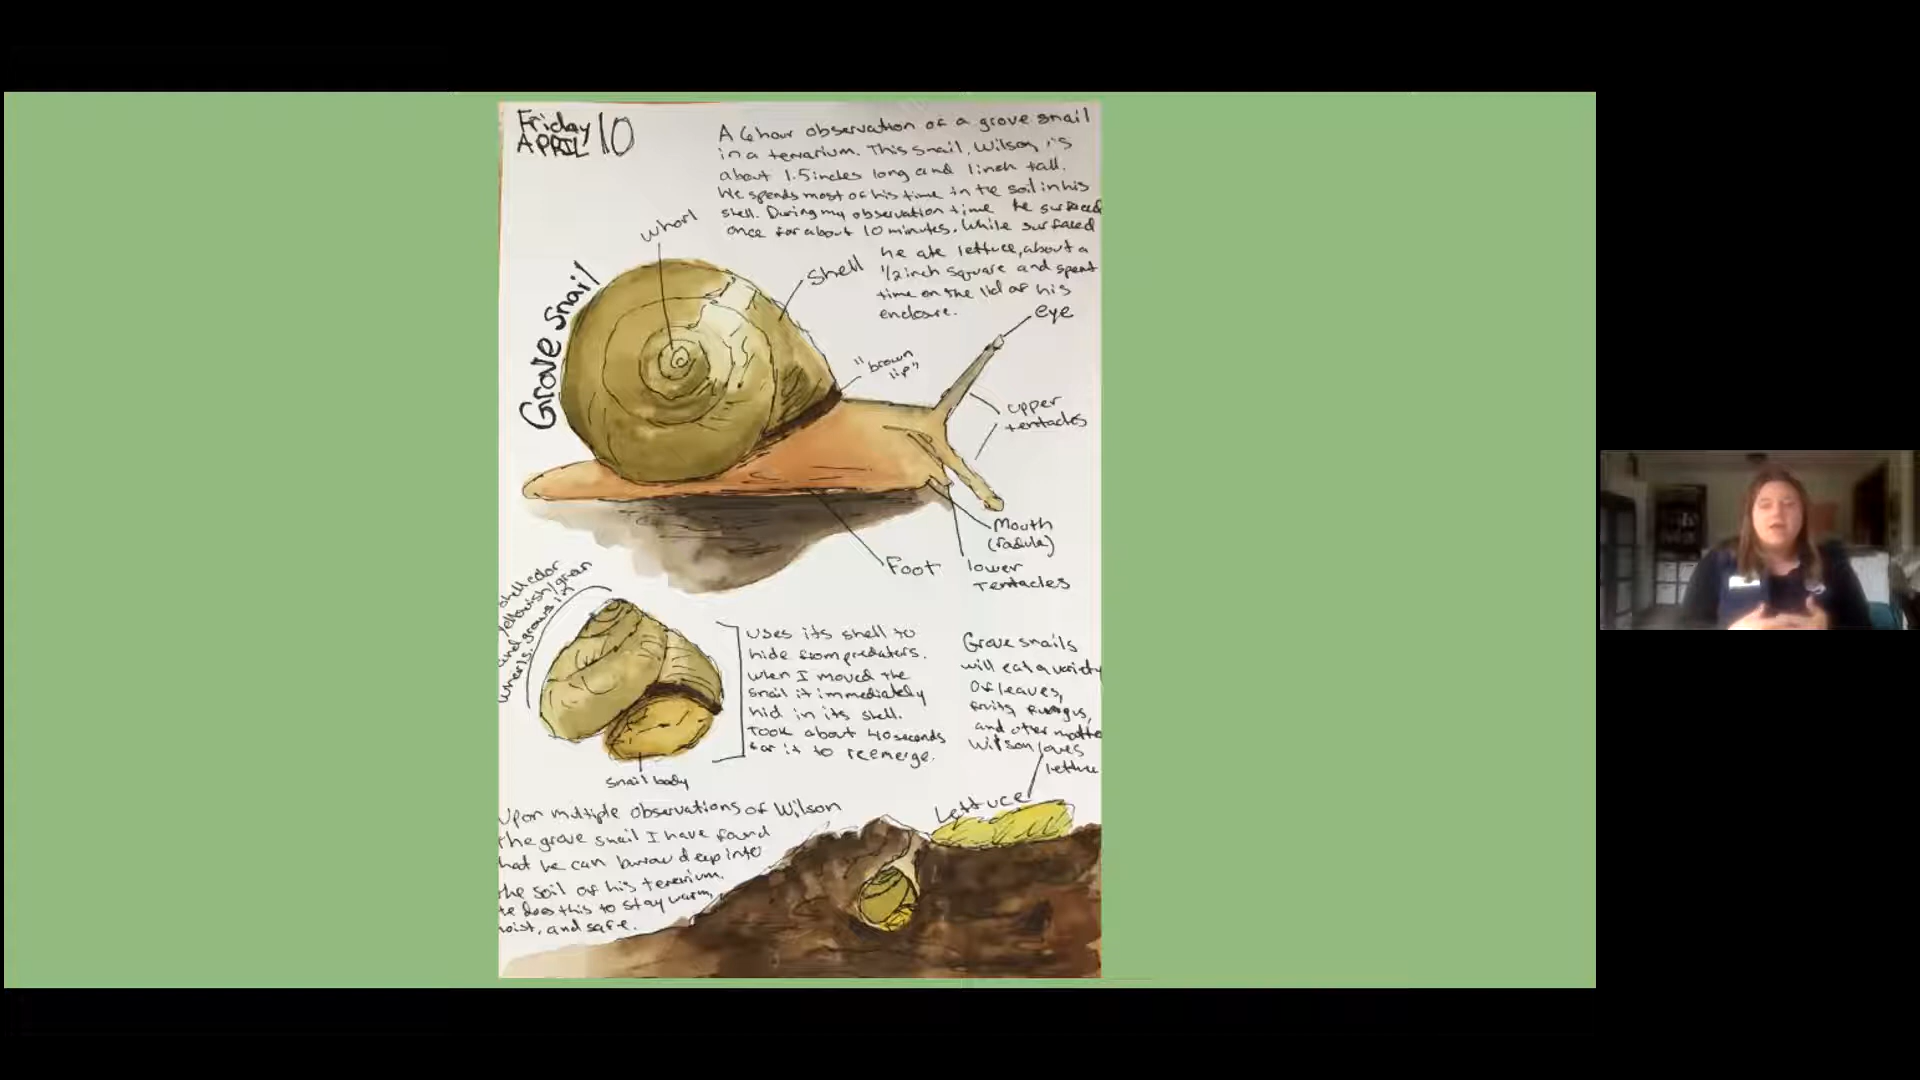 Friday
APRIL 10
A 6 hour observation of a grove snail
in a terrarium. This snail, Wilson, is
about 1.5 inches long and 1 inch tall.
He spends most of his time in the soil in his
shell. During my observation time he surfaced
once for about 10 minutes. While surfaced
he ate lettuce, about a
1/2 inch square and spent
time on the lid of his
enclosure.
whorl
shell
Grove Snail
eye
"brown
lip"
upper
tentacles
Mouth
(radula)
Foot
lower
Tentacles
shell color
yellowish/green
and grows in
whorls.
Uses its shell to
hide from predators.
When I moved the
snail it immediately
hid in its shell.
Took about 40 seconds
for it to reemerge.
snail body
Grove snails
will eat a variety
of leaves,
fruits, fungus,
and other matter
Wilson loves
lettuce
Lettuce
Upon multiple observations of Wilson
the grove snail I have found
that he can burrow deep into
the soil of his terrarium.
He does this to stay warm,
moist, and safe.